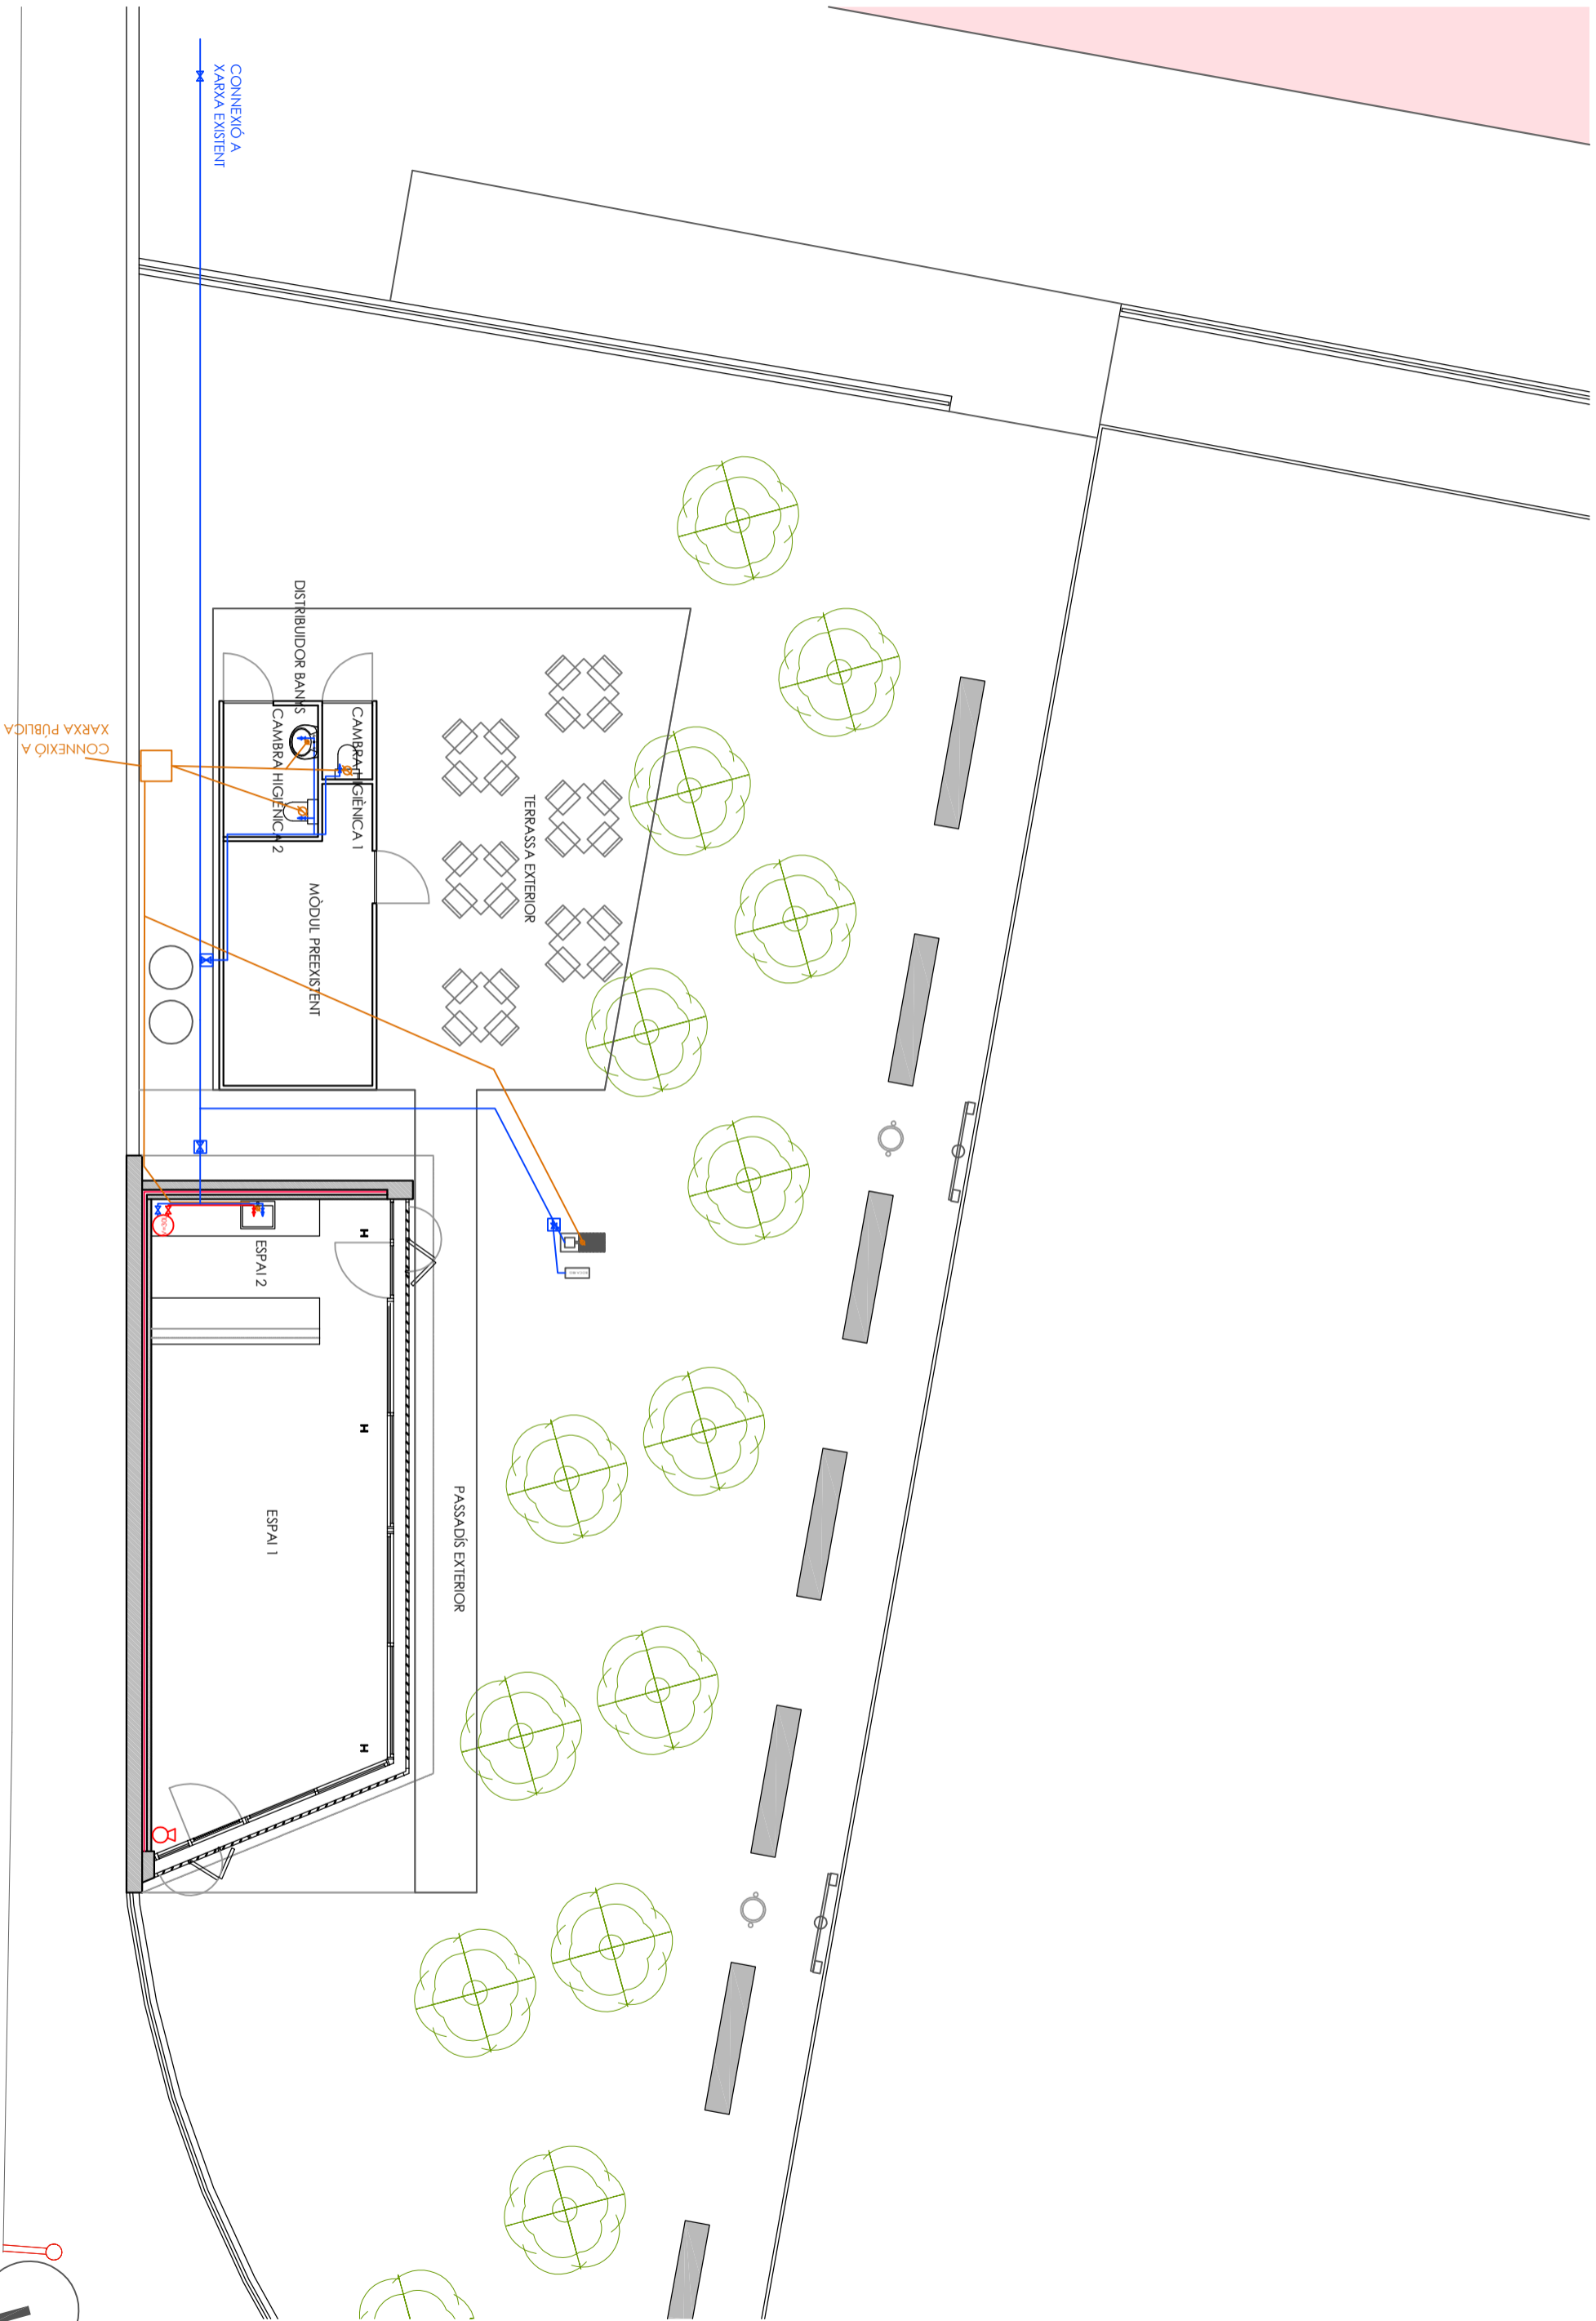 CONNEXIÓ A
XARXA EXISTENT
DISTRIBUIDOR BANYS
CAMBRA HIGIÈNICA 1
CAMBRA HIGIÈNICA 2
CONNEXIÓ A
XARXA PÚBLICA
TERRASSA EXTERIOR
MÒDUL PREEXISTENT
ESPAI 2
ESPAI 1
PASSADÍS EXTERIOR